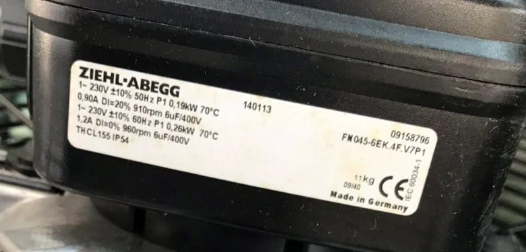 ZIEHL-ABEGG
1~ 230V ±10% 50Hz P1 0,19kW 70°C
0,90A DI=20% 910rpm 6uF/400V
1~ 230V ±10% 60Hz P1 0,26kW 70°C
1,2A DI=0% 960rpm 6uF/400V
THCL155 IP54
140113
09158796
FN045-6EK.4F.V7P1
11kg
09/40
CE
IEC 60034-1
Made in Germany